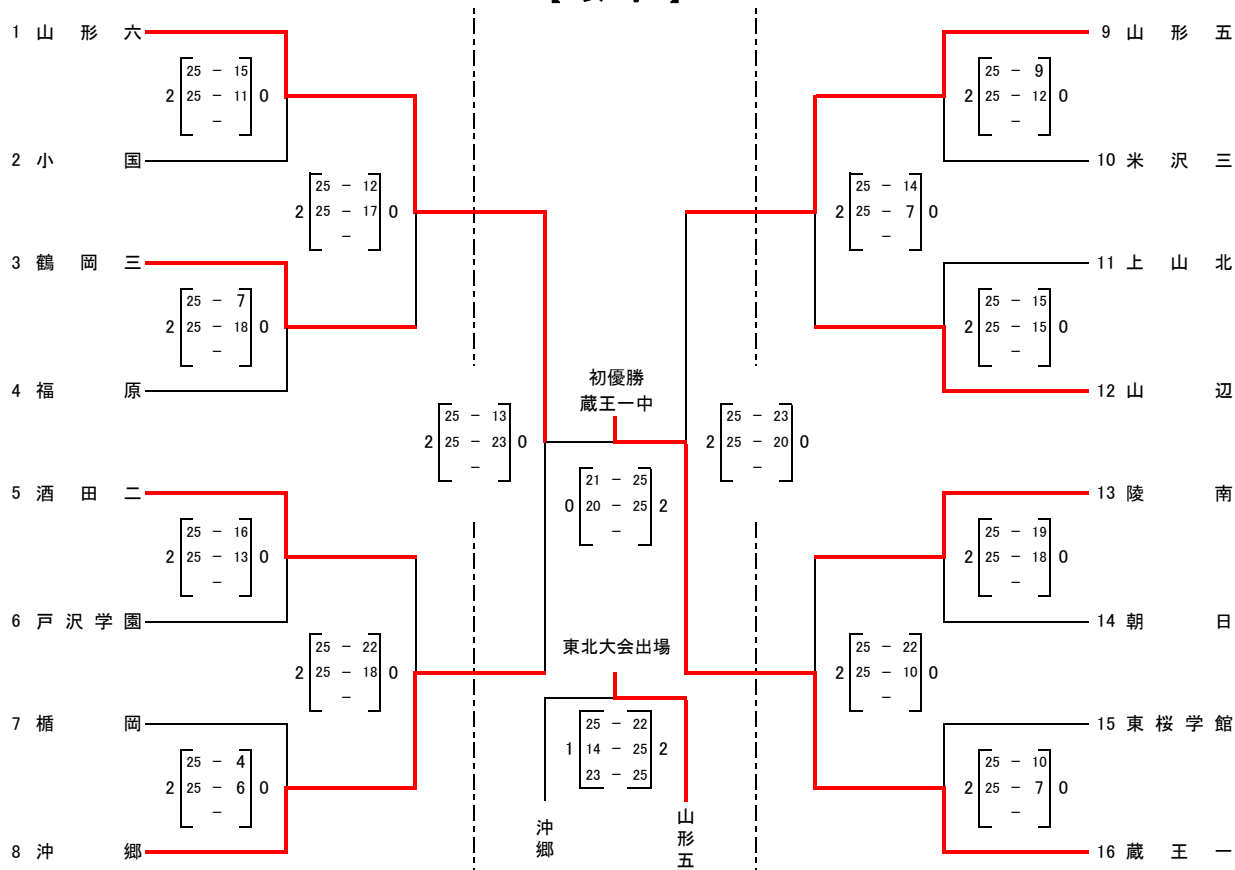 1 山形六
25 - 15
2 25 - 11 0
-
2 小国
25 - 12
2 25 - 17 0
-
3 鶴岡三
25 - 7
2 25 - 18 0
-
4 福原
25 - 13
2 25 - 23 0
-
5 酒田二
25 - 16
2 25 - 13 0
-
6 戸沢学園
25 - 22
2 25 - 18 0
-
7 楯岡
25 - 4
2 25 - 6 0
-
8 沖郷
初優勝
蔵王一中
21 - 25
0 20 - 25 2
-
東北大会出場
25 - 22
1 14 - 25 2
23 - 25
沖郷
山形五
9 山形五
25 - 9
2 25 - 12 0
-
10 米沢三
25 - 14
2 25 - 7 0
-
11 上山北
25 - 15
2 25 - 15 0
-
12 山辺
25 - 23
2 25 - 20 0
-
13 陵南
25 - 19
2 25 - 18 0
-
14 朝日
25 - 22
2 25 - 10 0
-
15 東桜学館
25 - 10
2 25 - 7 0
-
16 蔵王一